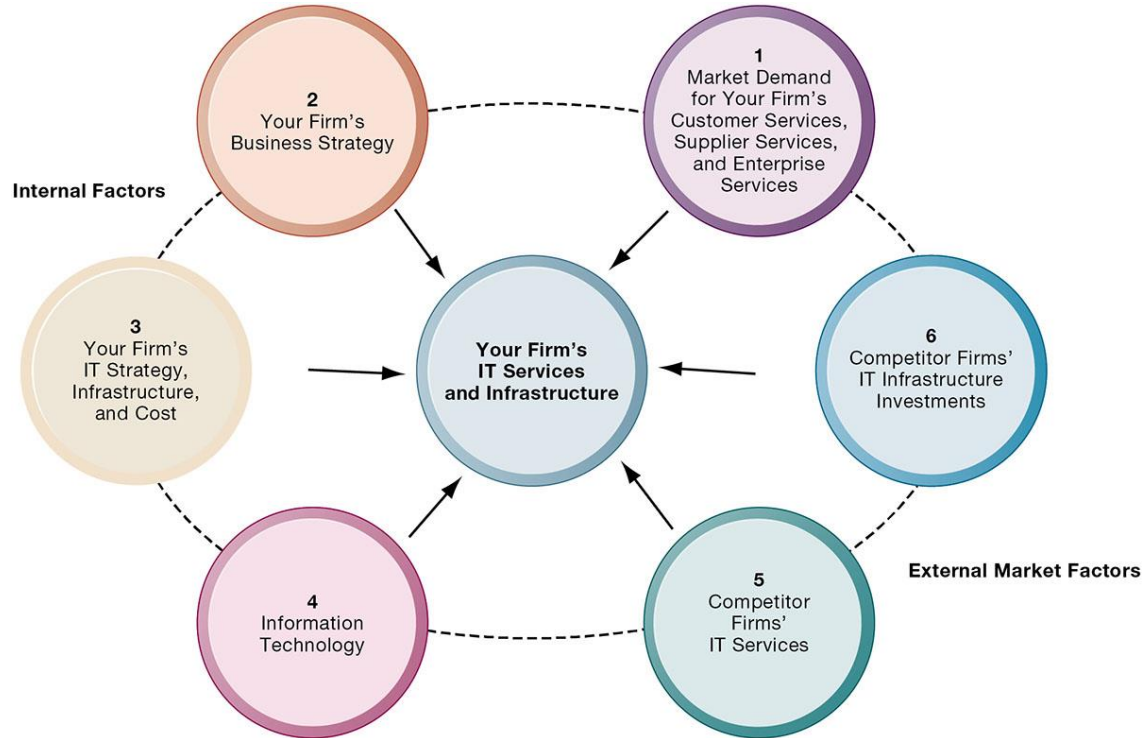 2
Your Firm's
Business Strategy
1
Market Demand
for Your Firm's
Customer Services,
Supplier Services,
and Enterprise
Services
Internal Factors
3
Your Firm's
IT Strategy,
Infrastructure,
and Cost
Your Firm's
IT Services
and Infrastructure
6
Competitor Firms'
IT Infrastructure
Investments
4
Information
Technology
5
Competitor
Firms'
IT Services
External Market Factors